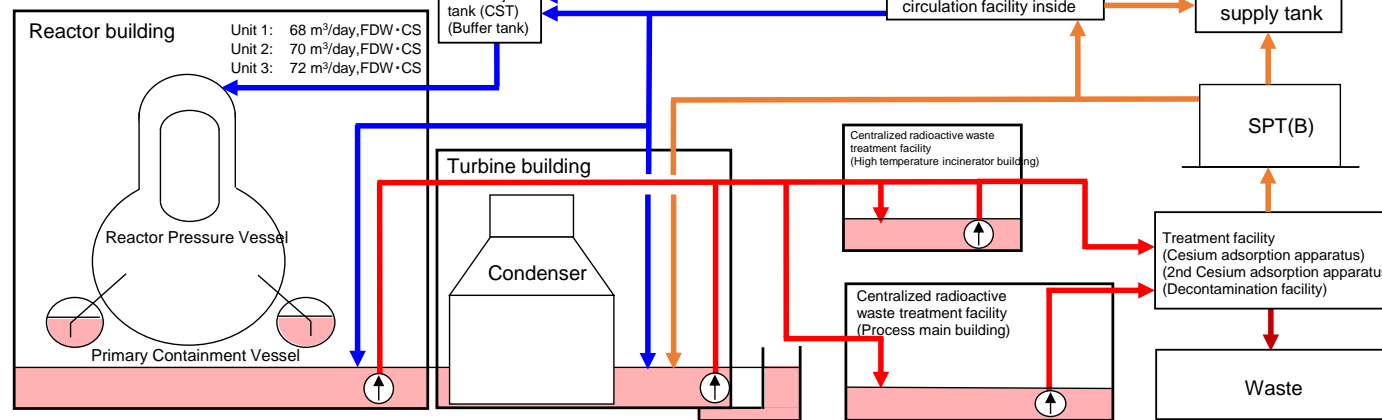 tank (CST)
(Buffer tank)
circulation facility inside
supply tank
Reactor building
Unit 1: 68 m³/day,FDW・CS
Unit 2: 70 m³/day,FDW・CS
Unit 3: 72 m³/day,FDW・CS
SPT(B)
Centralized radioactive waste
treatment facility
(High temperature incinerator building)
Turbine building
Reactor Pressure Vessel
Condenser
Treatment facility
(Cesium adsorption apparatus)
(2nd Cesium adsorption apparatus
(Decontamination facility)
Centralized radioactive
waste treatment facility
(Process main building)
Primary Containment Vessel
Waste